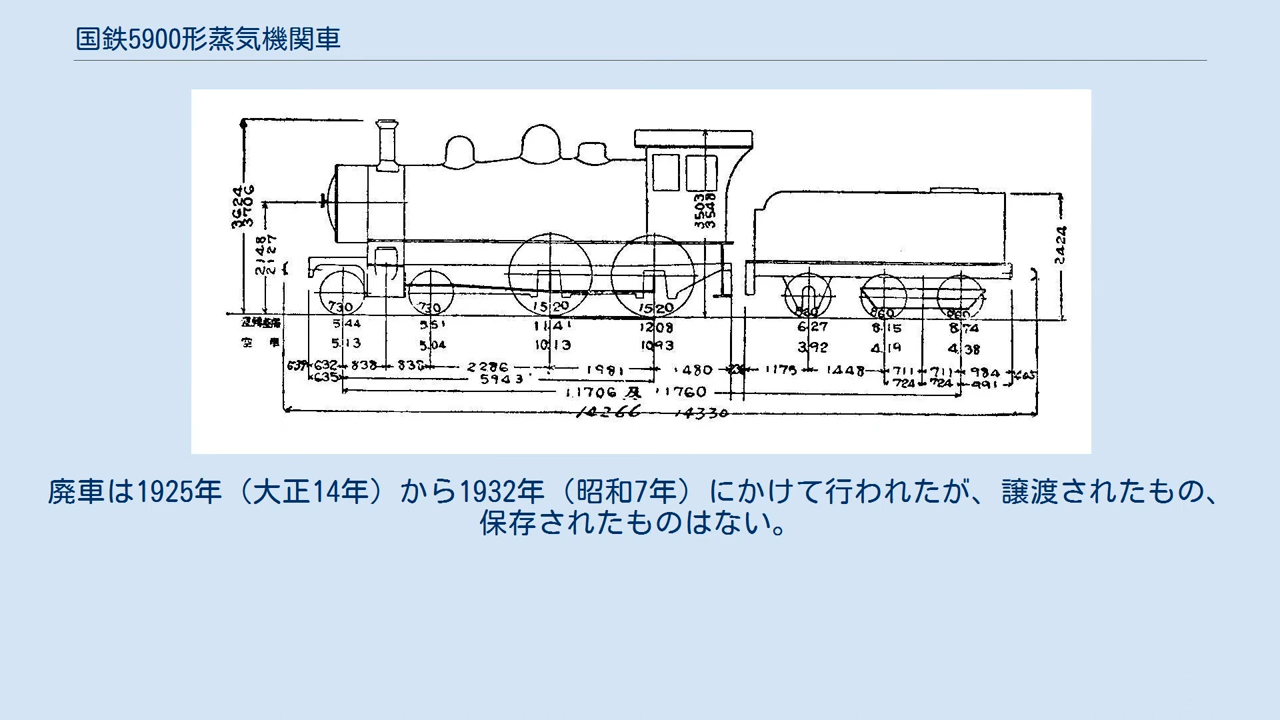 国鉄5900形蒸気機関車
3624
3706
2148
2127
3503
3548
2424
730 730 1520 1520 860 860 860
5.44 5.51 11.41 12.08 6.27 8.15 8.74
空車 5.13 5.04 10.13 10.93 3.92 4.19 4.38
632 838 838 2286 1981 1480 1175 1448 711 711 984
635 5943 724 724 991
11706 及 11760
14266 14330
廃車は1925年（大正14年）から1932年（昭和7年）にかけて行われたが、譲渡されたもの、
保存されたものはない。